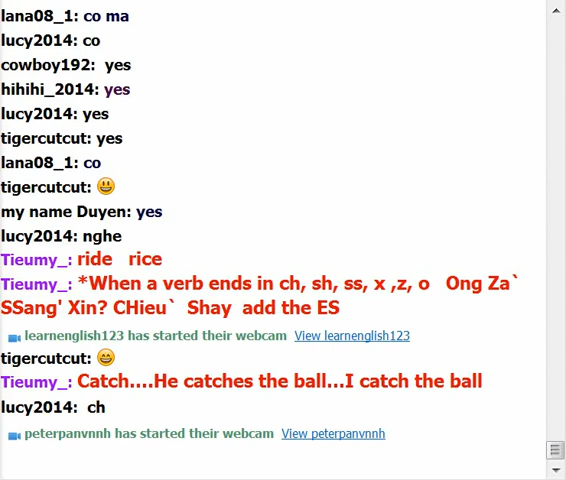 lana08_1: co ma
lucy2014: co
cowboy192:  yes
hihihi_2014: yes
lucy2014: yes
tigercutcut: yes
lana08_1: co
tigercutcut: 😃
my name Duyen: yes
lucy2014: nghe
Tieumy_: ride   rice
Tieumy_: *When a verb ends in ch, sh, ss, x ,z, o   Ong Za`
SSang' Xin? CHieu`  Shay  add the ES
learnenglish123 has started their webcam  View learnenglish123
tigercutcut: 😄
Tieumy_: Catch....He catches the ball...I catch the ball
lucy2014:  ch
peterpanvnnh has started their webcam  View peterpanvnnh